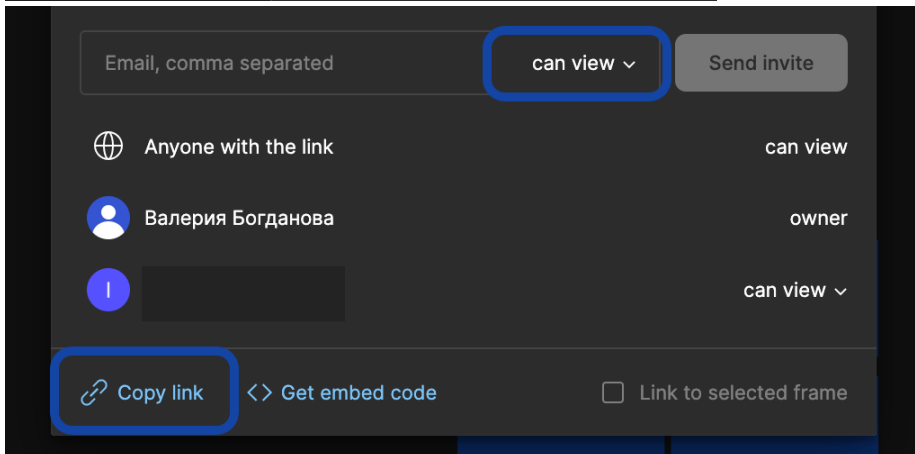 Email, comma separated can view Send invite
Anyone with the link can view
Валерия Богданова owner
I can view
Copy link <> Get embed code Link to selected frame